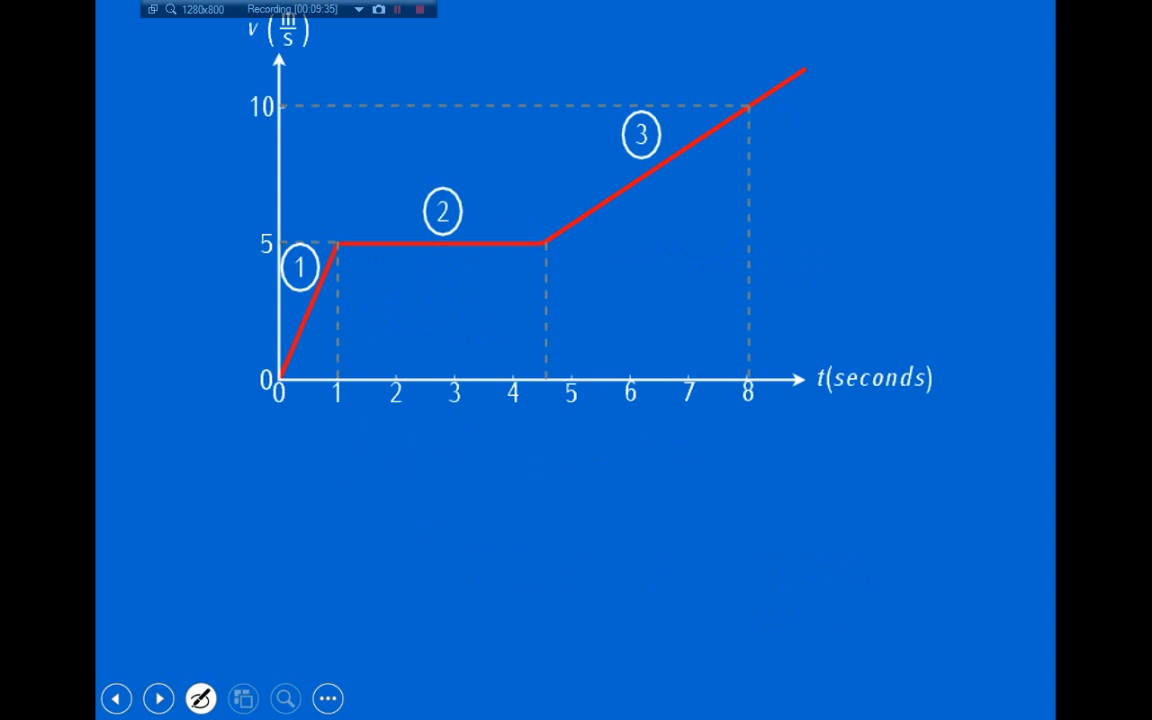 1280x800 Recording [00:09:35]
v (m/s)
10
3
2
5
1
0
0 1 2 3 4 5 6 7 8
t(seconds)